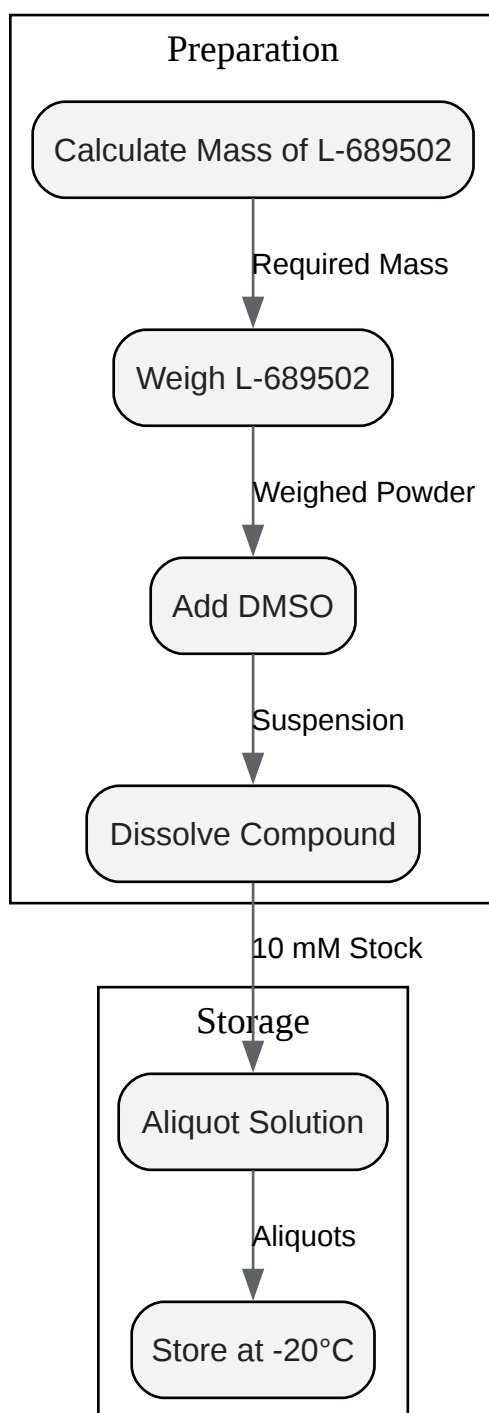 Preparation
Calculate Mass of L-689502
Required Mass
Weigh L-689502
Weighed Powder
Add DMSO
Suspension
Dissolve Compound
10 mM Stock
Storage
Aliquot Solution
Aliquots
Store at -20°C